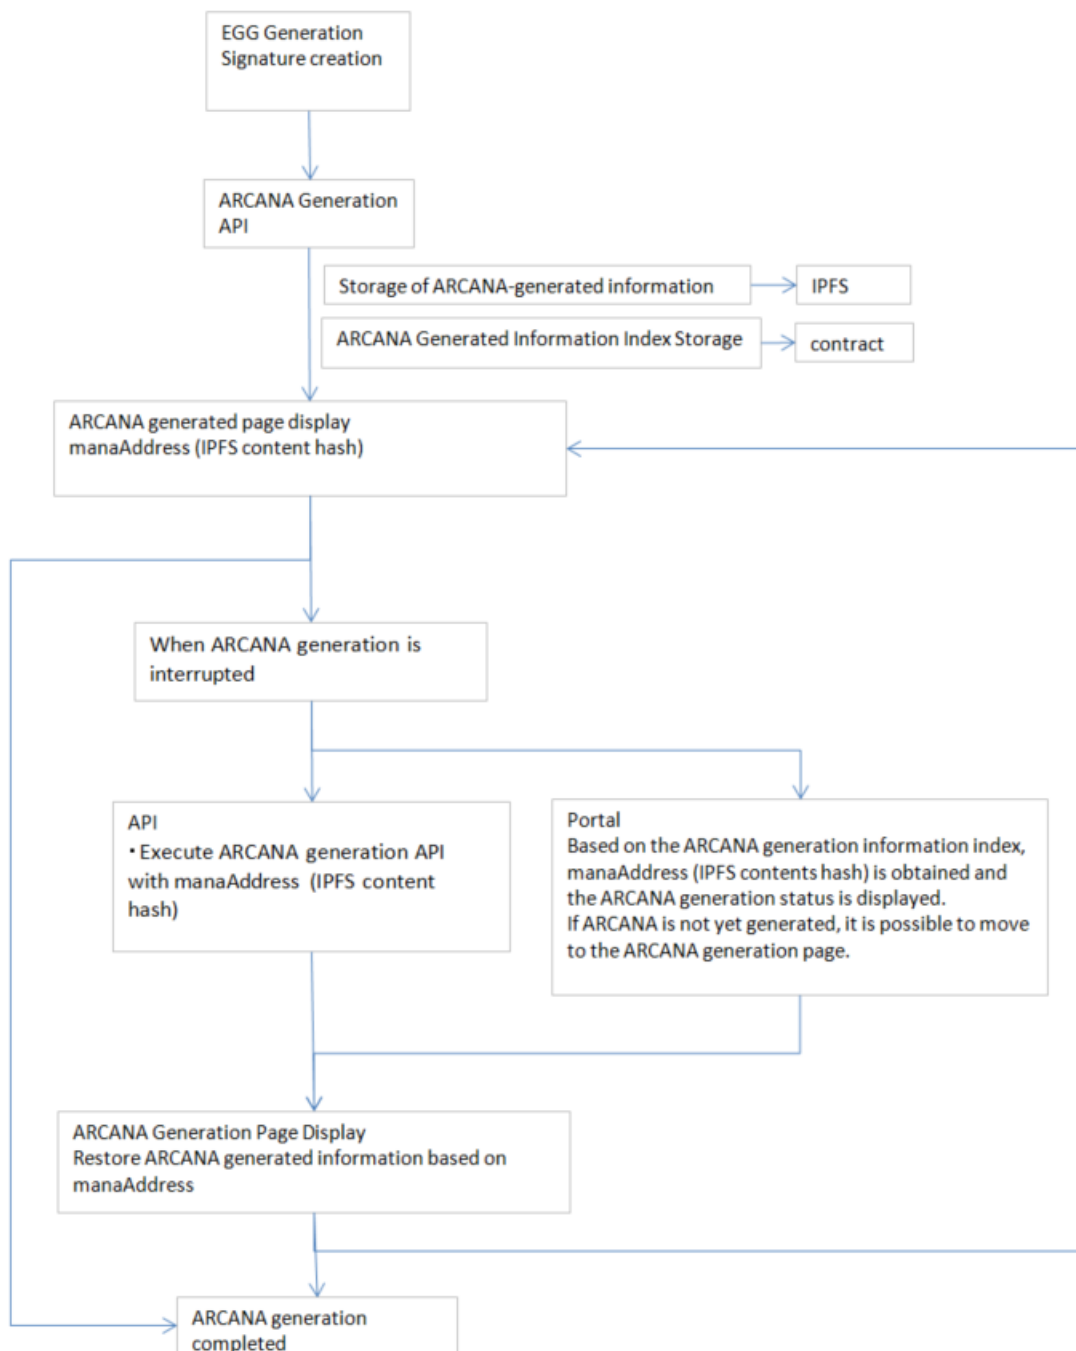 EGG Generation
Signature creation
ARCANA Generation
API
Storage of ARCANA-generated information
IPFS
ARCANA Generated Information Index Storage
contract
ARCANA generated page display
manaAddress (IPFS content hash)
When ARCANA generation is
interrupted
API
・Execute ARCANA generation API
with manaAddress (IPFS content
hash)
Portal
Based on the ARCANA generation information index,
manaAddress (IPFS contents hash) is obtained and
the ARCANA generation status is displayed.
If ARCANA is not yet generated, it is possible to move
to the ARCANA generation page.
ARCANA Generation Page Display
Restore ARCANA generated information based on
manaAddress
ARCANA generation
completed